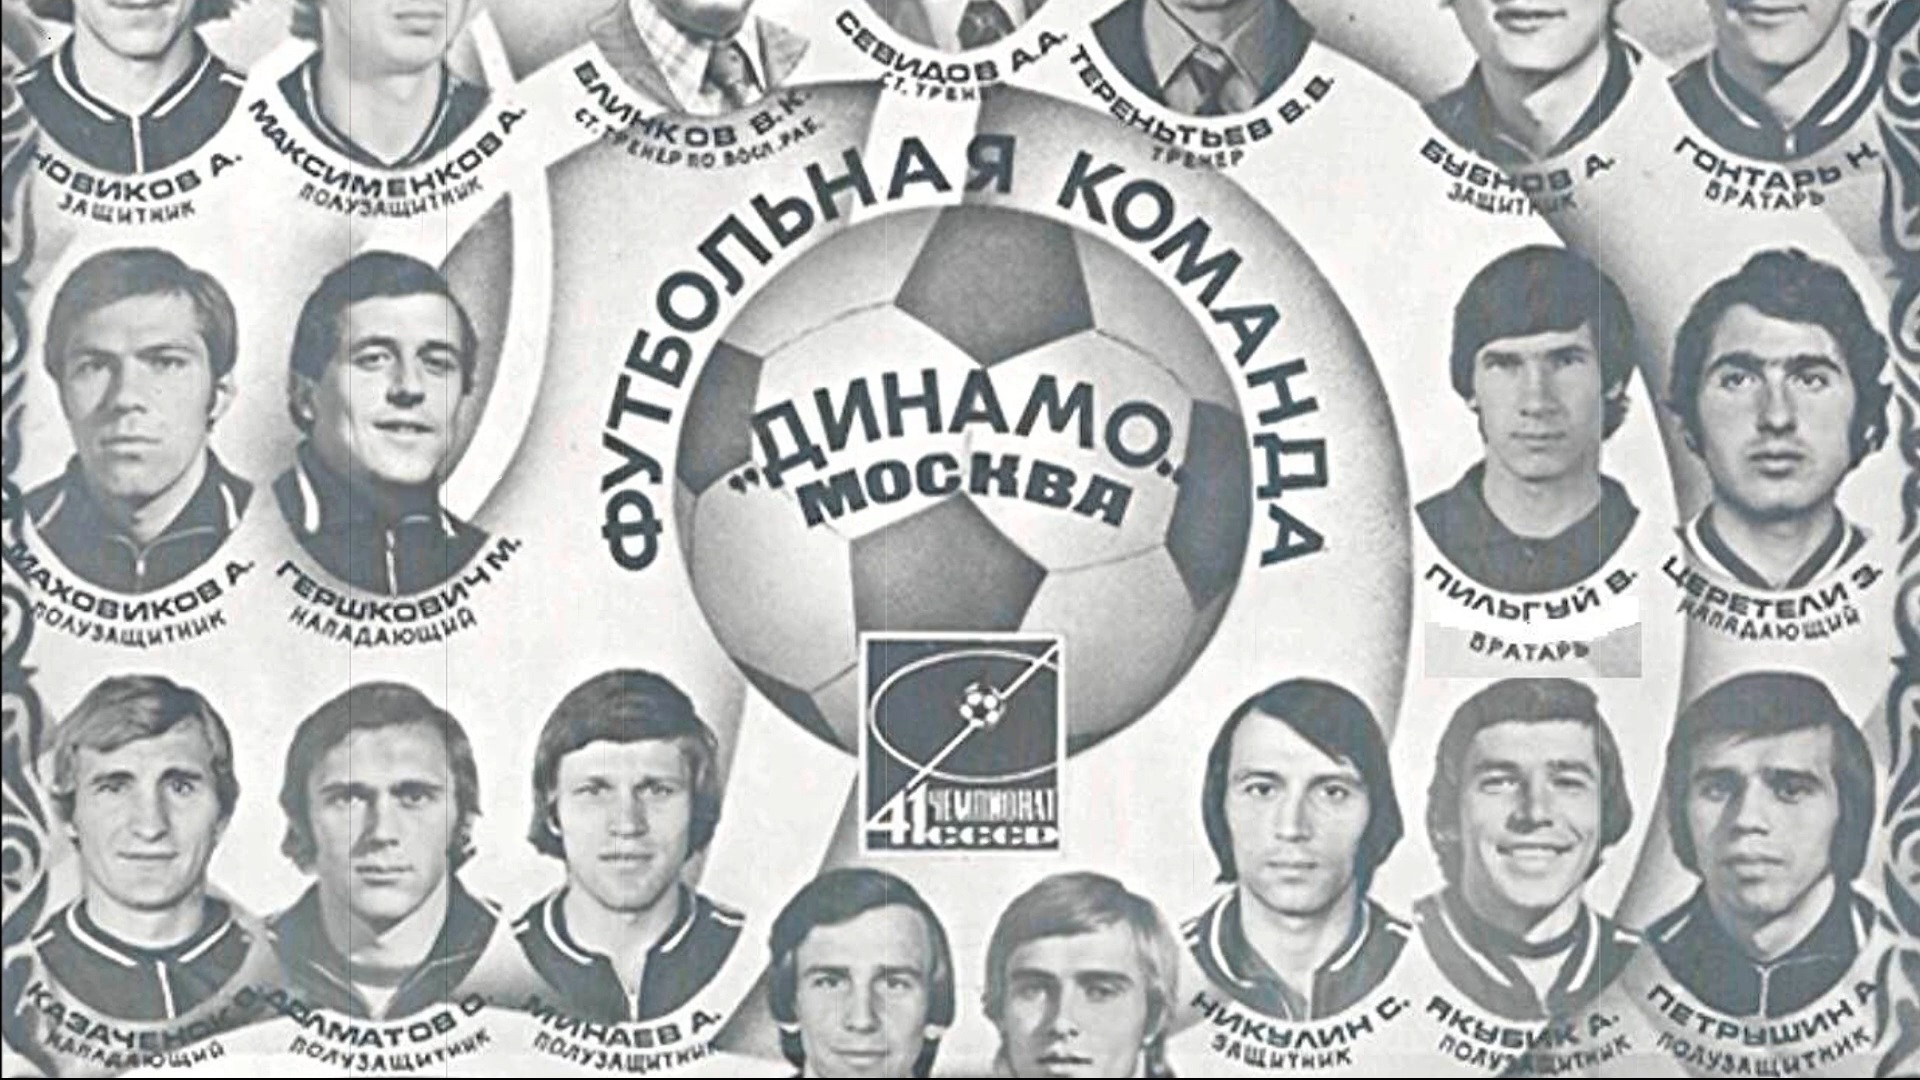 НОВИКОВ А.
ЗАЩИТНИК
МАКСИМЕНКОВ А.
ПОЛУЗАЩИТНИК
БЛИНКОВ В.К.
СТ. ТРЕНЕР ПО ВОСП. РАБ.
СЕВИДОВ А.А.
СТ. ТРЕНЕР
ТЕРЕНЬТЬЕВ В.В.
ТРЕНЕР
БУБНОВ А.
ЗАЩИТНИК
ГОНТАРЬ Н.
ВРАТАРЬ
ФУТБОЛЬНАЯ КОМАНДА
„ДИНАМО„
МОСКВА
МАХОВИКОВ А.
ПОЛУЗАЩИТНИК
ГЕРШКОВИЧ М.
НАПАДАЮЩИЙ
ПИЛЬГУЙ В.
ВРАТАРЬ
ЦЕРЕТЕЛИ З.
НАПАДАЮЩИЙ
41 ЧЕМПИОНАТ
СССР
КАЗАЧЕНОК В.
НАПАДАЮЩИЙ
ДОЛМАТОВ О.
ПОЛУЗАЩИТНИК
МИНАЕВ А.
ПОЛУЗАЩИТНИК
НИКУЛИН С.
ЗАЩИТНИК
ЯКУБИК А.
ПОЛУЗАЩИТНИК
ПЕТРУШИН А.
ПОЛУЗАЩИТНИК